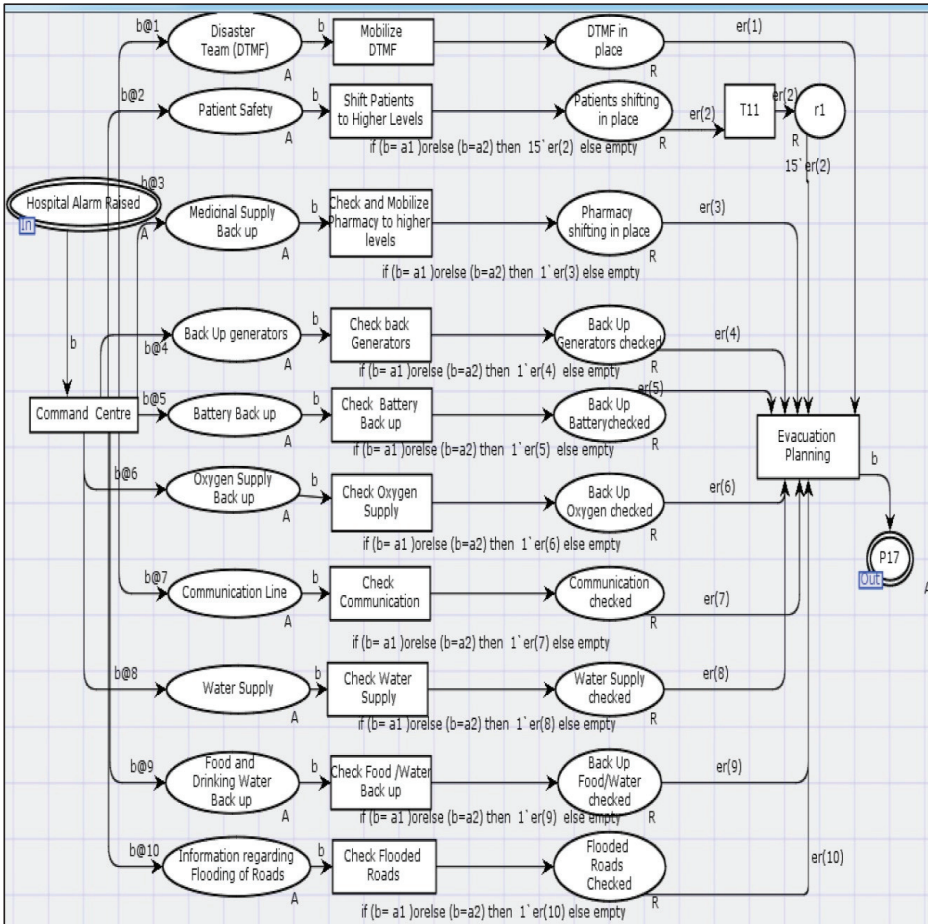 b@1
Disaster
Team (DTMF)
A
b
Mobilize
DTMF
DTMF in
place
R
er(1)
b@2
Patient Safety
A
b
Shift Patients
to Higher Levels
Patients shifting
in place
R
er(2)
T11
er(2)
r1
R
15`er(2)
if (b= a1 )orelse (b=a2) then 15`er(2) else empty
Hospital Alarm Raised
In
A
b
b@3
Medicinal Supply
Back up
A
b
Check and Mobilize
Pharmacy to higher
levels
Pharmacy
shifting in place
R
er(3)
if (b= a1 )orelse (b=a2) then 1`er(3) else empty
b@4
Back Up generators
A
b
Check back
Generators
Back Up
Generators checked
R
er(4)
if (b= a1 )orelse (b=a2) then 1`er(4) else empty
Command Centre
b@5
Battery Back up
A
b
Check Battery
Back up
Back Up
Batterychecked
R
er(5)
if (b= a1 )orelse (b=a2) then 1`er(5) else empty
Evacuation
Planning
b
P17
Out
A
b@6
Oxygen Supply
Back up
A
b
Check Oxygen
Supply
Back Up
Oxygen checked
R
er(6)
if (b= a1 )orelse (b=a2) then 1`er(6) else empty
b@7
Communication Line
A
b
Check
Communication
Communication
checked
R
er(7)
if (b= a1 )orelse (b=a2) then 1`er(7) else empty
b@8
Water Supply
A
b
Check Water
Supply
Water Supply
checked
R
er(8)
if (b= a1 )orelse (b=a2) then 1`er(8) else empty
b@9
Food and
Drinking Water
Back up
A
b
Check Food /Water
Back up
Back Up
Food/Water
checked
R
er(9)
if (b= a1 )orelse (b=a2) then 1`er(9) else empty
b@10
Information regarding
Flooding of Roads
A
b
Check Flooded
Roads
Flooded
Roads
Checked
R
er(10)
if (b= a1 )orelse (b=a2) then 1`er(10) else empty